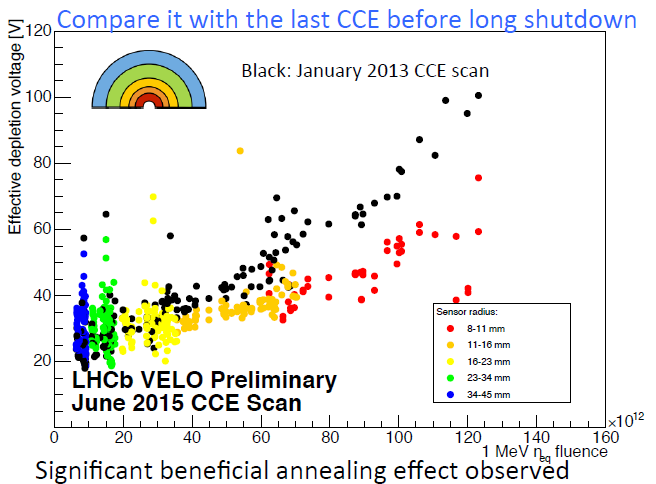 Compare it with the last CCE before long shutdown
Black: January 2013 CCE scan
Effective depletion voltage [V]
120
100
80
60
40
20
Sensor radius:
8-11 mm
11-16 mm
16-23 mm
23-34 mm
34-45 mm
LHCb VELO Preliminary
June 2015 CCE Scan
0 20 40 60 80 100 120 140 160
×10¹²
1 MeV n_eq fluence
Significant beneficial annealing effect observed